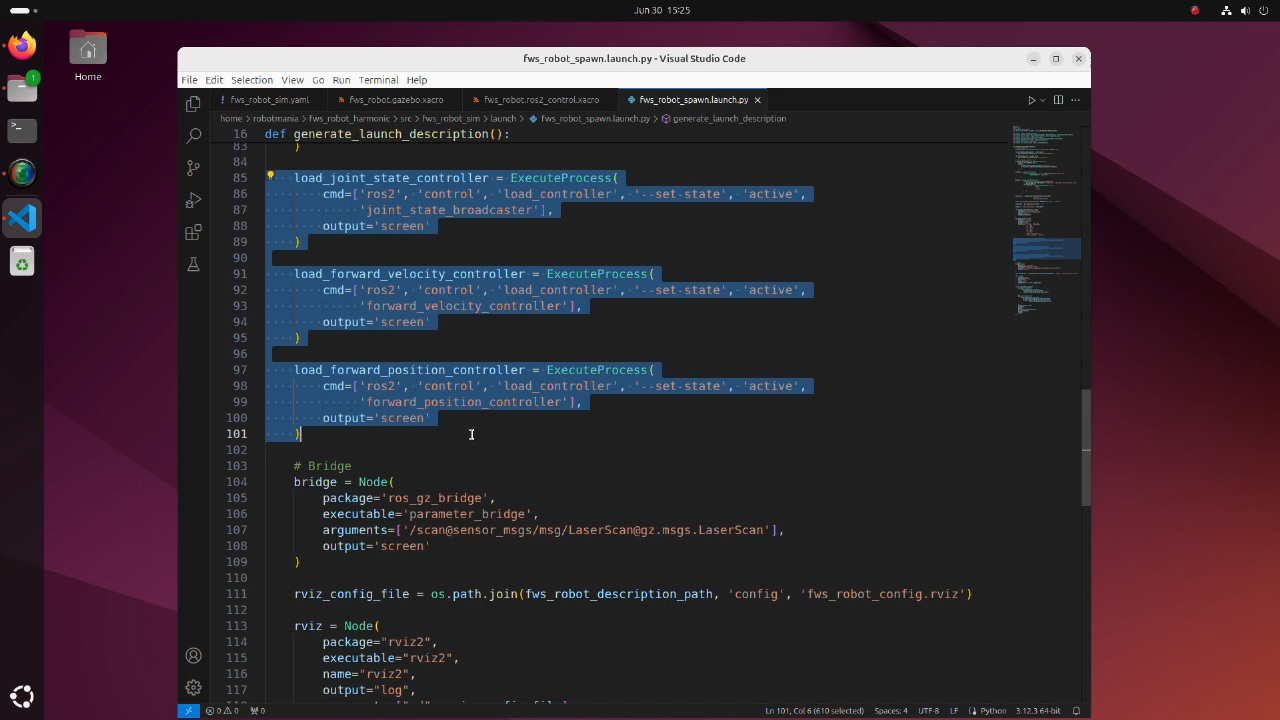 Jun 30 15:25
Home
1
fws_robot_spawn.launch.py - Visual Studio Code
File Edit Selection View Go Run Terminal Help
! fws_robot_sim.yaml fws_robot.gazebo.xacro fws_robot.ros2_control.xacro fws_robot_spawn.launch.py
home > robotmania > fws_robot_harmonic > src > fws_robot_sim > launch > fws_robot_spawn.launch.py > generate_launch_description
16 def generate_launch_description():
83 )
84
85 load_joint_state_controller = ExecuteProcess(
86 cmd=['ros2', 'control', 'load_controller', '--set-state', 'active',
87 'joint_state_broadcaster'],
88 output='screen'
89 )
90
91 load_forward_velocity_controller = ExecuteProcess(
92 cmd=['ros2', 'control', 'load_controller', '--set-state', 'active',
93 'forward_velocity_controller'],
94 output='screen'
95 )
96
97 load_forward_position_controller = ExecuteProcess(
98 cmd=['ros2', 'control', 'load_controller', '--set-state', 'active',
99 'forward_position_controller'],
100 output='screen'
101 )
102
103 # Bridge
104 bridge = Node(
105 package='ros_gz_bridge',
106 executable='parameter_bridge',
107 arguments=['/scan@sensor_msgs/msg/LaserScan@gz.msgs.LaserScan'],
108 output='screen'
109 )
110
111 rviz_config_file = os.path.join(fws_robot_description_path, 'config', 'fws_robot_config.rviz')
112
113 rviz = Node(
114 package="rviz2",
115 executable="rviz2",
116 name="rviz2",
117 output="log",
0 0 0 Ln 101, Col 6 (610 selected) Spaces: 4 UTF-8 LF Python 3.12.3 64-bit